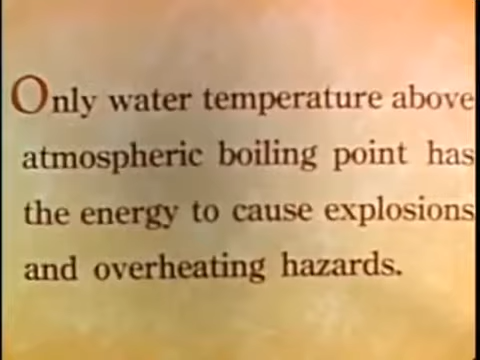 Only water temperature above
atmospheric boiling point has
the energy to cause explosions
and overheating hazards.